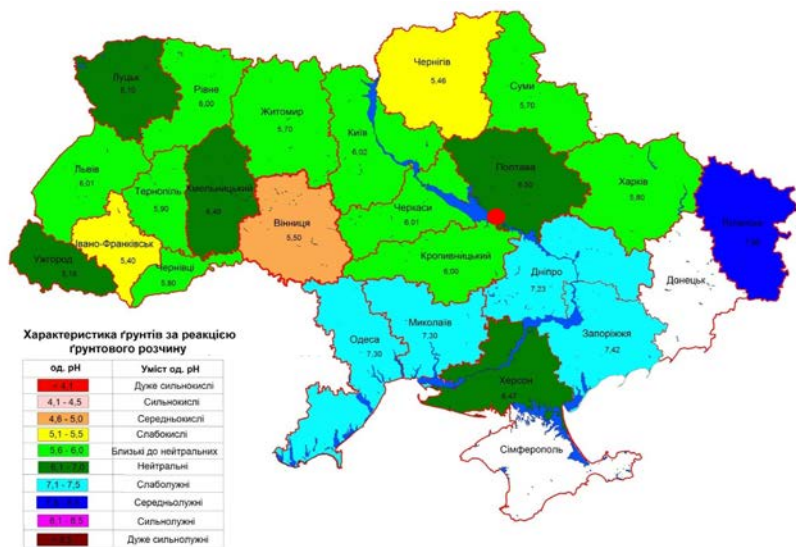 Чернігів
5,46
Суми
5,70
Луцьк
Рівне
6,00
Житомир
5,70
Київ
6,02
Полтава
Харків
5,80
Львів
6,01
Тернопіль
5,90
Хмельницький
Вінниця
5,50
Черкаси
6,01
Івано-Франківськ
5,40
Ужгород
Чернівці
5,80
Кропивницький
6,00
Дніпро
7,23
Донецьк
Одеса
7,30
Миколаїв
7,30
Запоріжжя
7,42
Херсон
6,47
Сімферополь
Характеристика ґрунтів за реакцією
ґрунтового розчину
од. pH Уміст од. pH
< 4,1 Дуже сильнокислі
4,1 - 4,5 Сильнокислі
4,6 - 5,0 Середньокислі
5,1 - 5,5 Слабокислі
5,6 - 6,0 Близькі до нейтральних
6,1 - 7,0 Нейтральні
7,1 - 7,5 Слаболужні
Середньолужні
8,1 - 8,5 Сильнолужні
Дуже сильнолужні